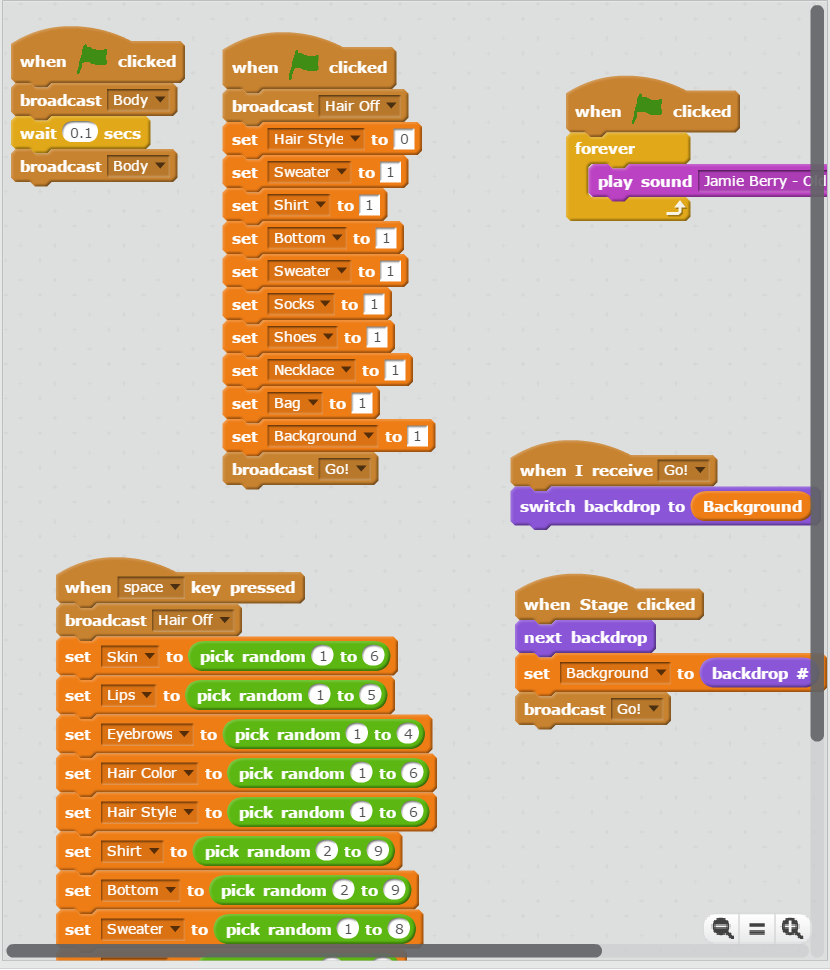 when clicked
broadcast Body
wait 0.1 secs
broadcast Body
when clicked
broadcast Hair Off
set Hair Style to 0
set Sweater to 1
set Shirt to 1
set Bottom to 1
set Sweater to 1
set Socks to 1
set Shoes to 1
set Necklace to 1
set Bag to 1
set Background to 1
broadcast Go!
when clicked
forever
play sound Jamie Berry - Old
when I receive Go!
switch backdrop to Background
when Stage clicked
next backdrop
set Background to backdrop #
broadcast Go!
when space key pressed
broadcast Hair Off
set Skin to pick random 1 to 6
set Lips to pick random 1 to 5
set Eyebrows to pick random 1 to 4
set Hair Color to pick random 1 to 6
set Hair Style to pick random 1 to 6
set Shirt to pick random 2 to 9
set Bottom to pick random 2 to 9
set Sweater to pick random 1 to 8